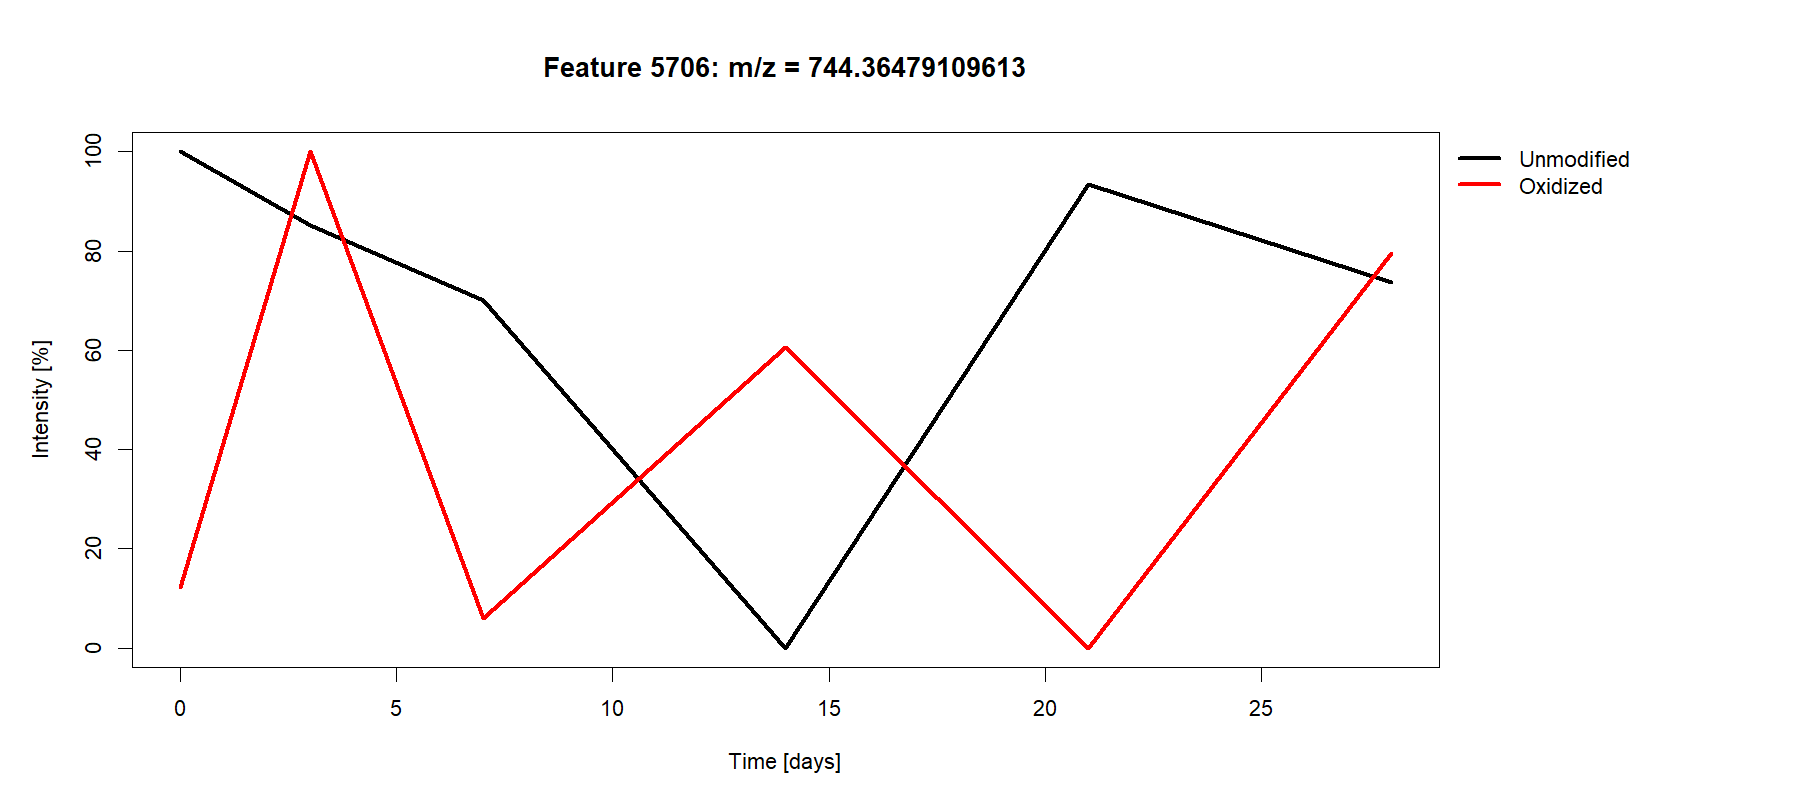 Feature 5706: m/z = 744.36479109613
Unmodified
Oxidized
Intensity [%]
100
80
60
40
20
0
0 5 10 15 20 25
Time [days]